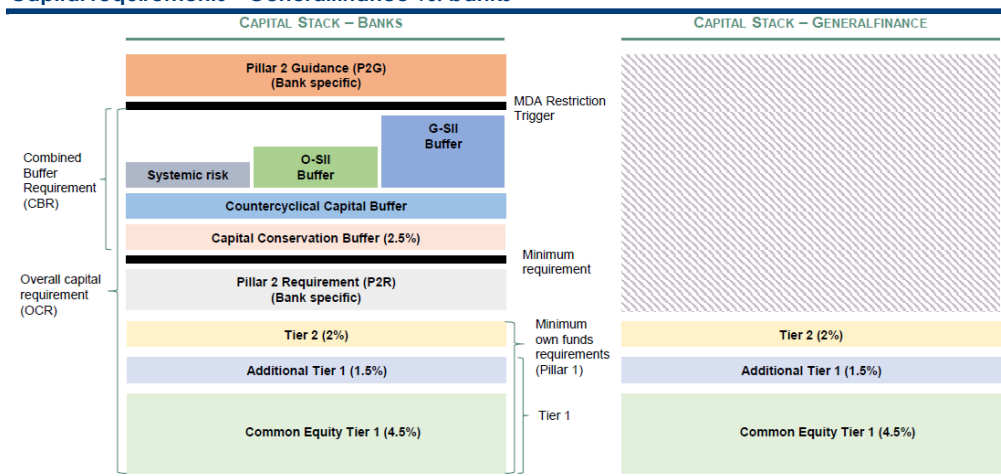 Capital requirements - Generalfinance vs. banks
CAPITAL STACK – BANKS
CAPITAL STACK – GENERALFINANCE
Pillar 2 Guidance (P2G)
(Bank specific)
MDA Restriction
Trigger
G-SII
Buffer
O-SII
Buffer
Systemic risk
Combined
Buffer
Requirement
(CBR)
Countercyclical Capital Buffer
Capital Conservation Buffer (2.5%)
Minimum
requirement
Overall capital
requirement
(OCR)
Pillar 2 Requirement (P2R)
(Bank specific)
Tier 2 (2%)
Minimum
own funds
requirements
(Pillar 1)
Tier 2 (2%)
Additional Tier 1 (1.5%)
Additional Tier 1 (1.5%)
Tier 1
Common Equity Tier 1 (4.5%)
Common Equity Tier 1 (4.5%)